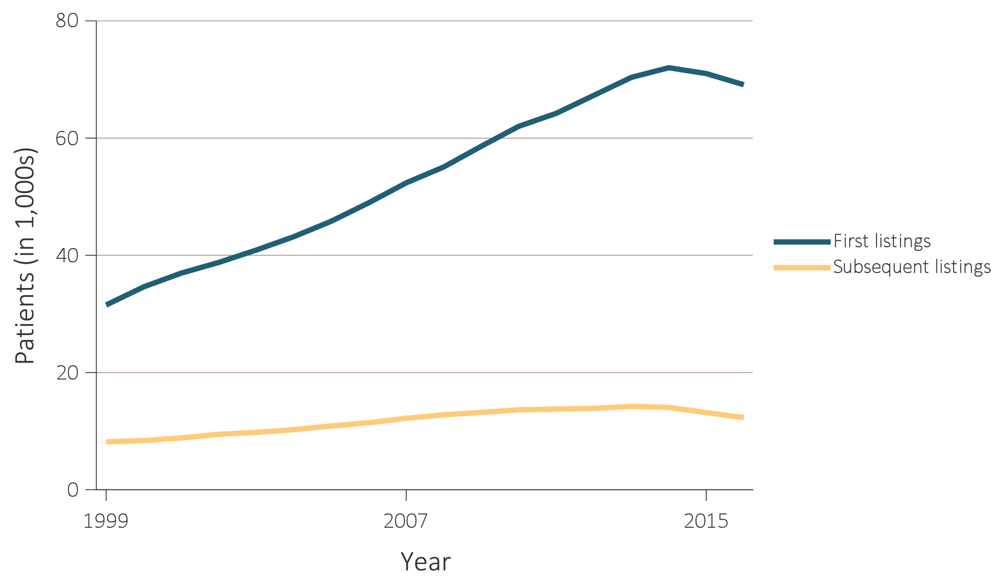 80
60
40
20
0
Patients (in 1,000s)
1999
2007
2015
Year
First listings
Subsequent listings